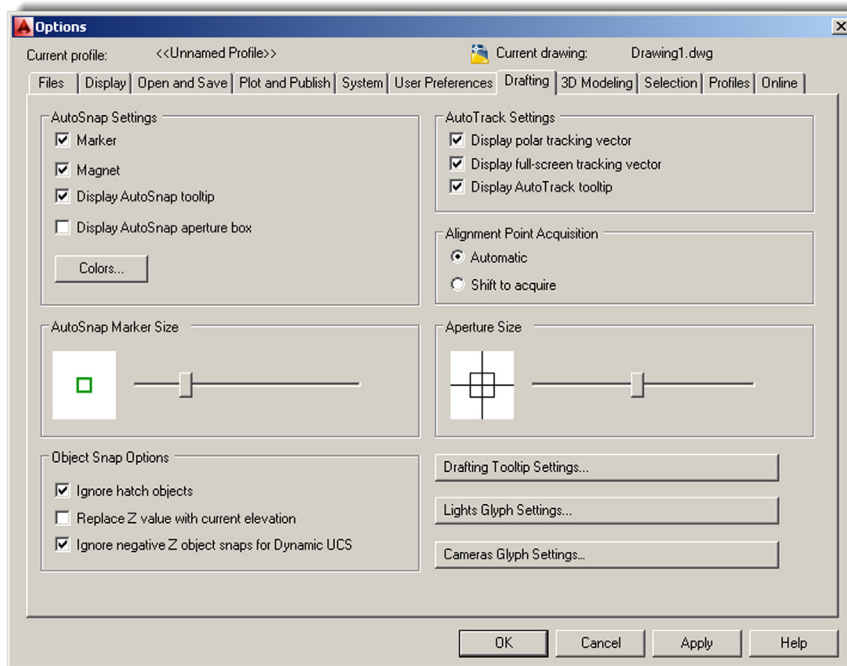 Options
Current profile: <<Unnamed Profile>> Current drawing: Drawing1.dwg
Files Display Open and Save Plot and Publish System User Preferences Drafting 3D Modeling Selection Profiles Online
AutoSnap Settings
Marker
Magnet
Display AutoSnap tooltip
Display AutoSnap aperture box
Colors...
AutoTrack Settings
Display polar tracking vector
Display full-screen tracking vector
Display AutoTrack tooltip
Alignment Point Acquisition
Automatic
Shift to acquire
AutoSnap Marker Size
Aperture Size
Object Snap Options
Ignore hatch objects
Replace Z value with current elevation
Ignore negative Z object snaps for Dynamic UCS
Drafting Tooltip Settings...
Lights Glyph Settings...
Cameras Glyph Settings...
OK Cancel Apply Help